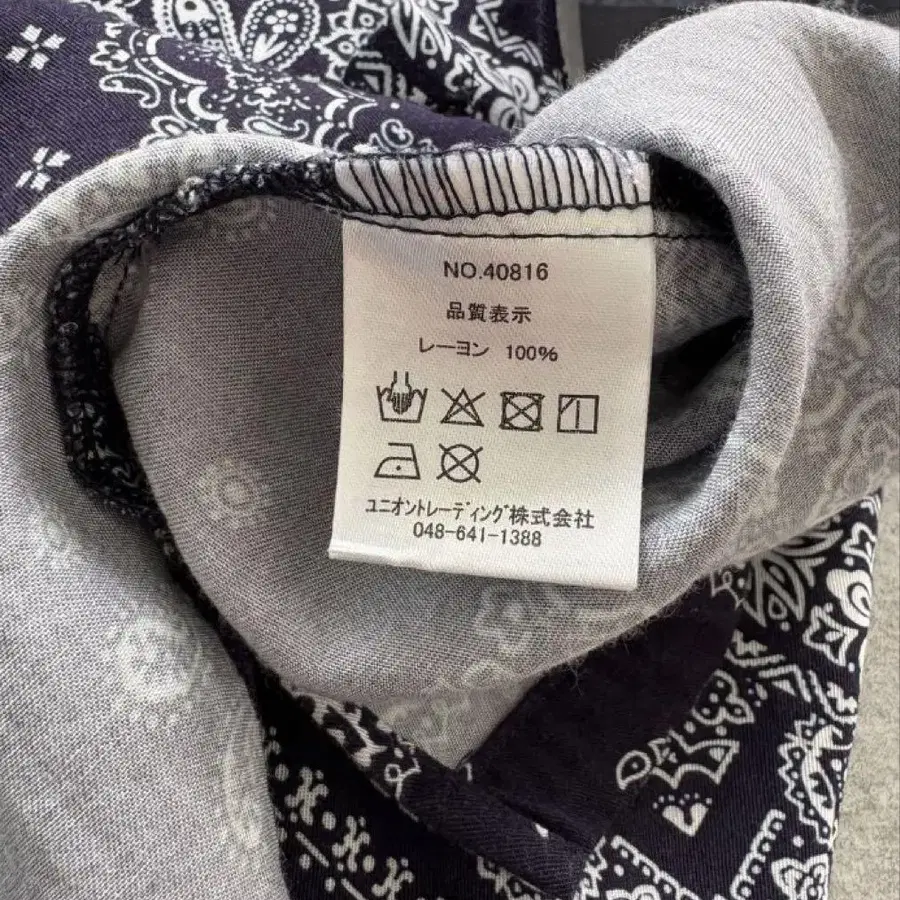 NO.40816
品質表示
レーヨン 100%
ユニオントレーディング株式会社
048-641-1388